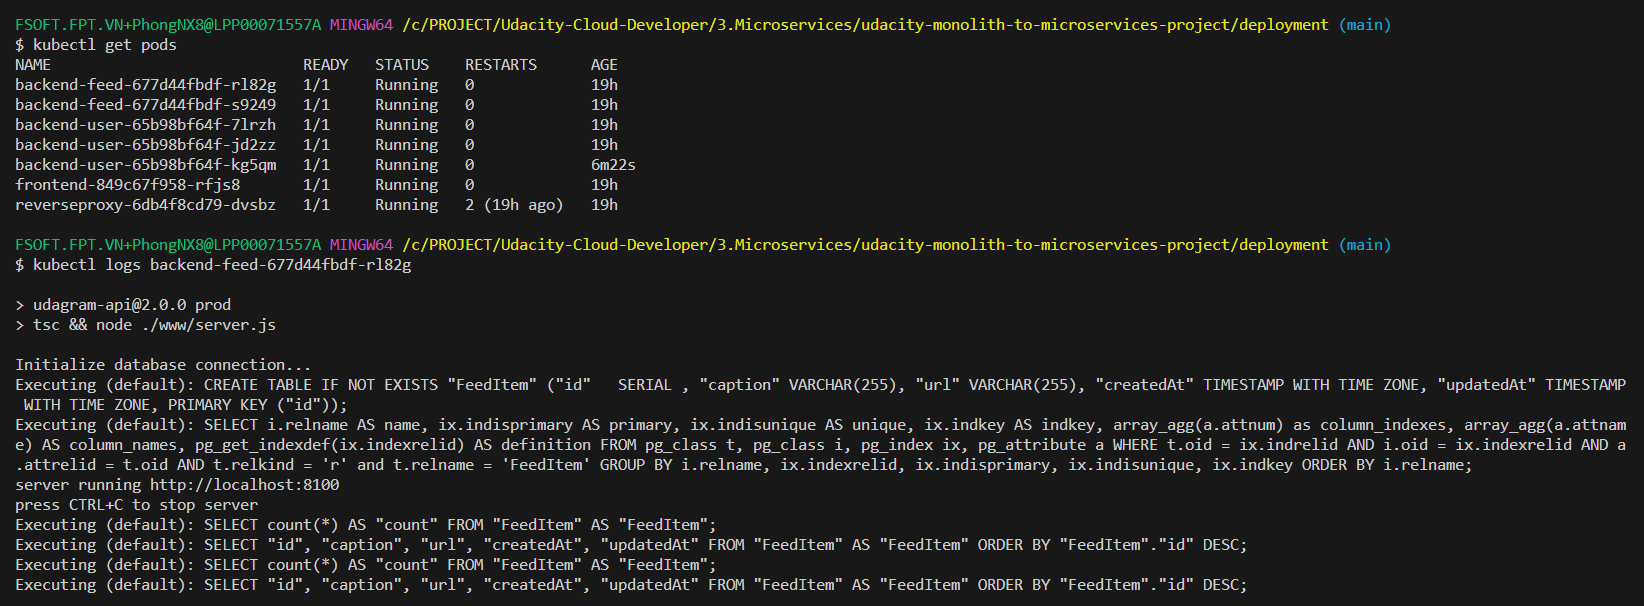 FSOFT.FPT.VN+PhongNX8@LPP00071557A MINGW64 /c/PROJECT/Udacity-Cloud-Developer/3.Microservices/udacity-monolith-to-microservices-project/deployment (main)
$ kubectl get pods
NAME READY STATUS RESTARTS AGE
backend-feed-677d44fbdf-rl82g 1/1 Running 0 19h
backend-feed-677d44fbdf-s9249 1/1 Running 0 19h
backend-user-65b98bf64f-7lrzh 1/1 Running 0 19h
backend-user-65b98bf64f-jd2zz 1/1 Running 0 19h
backend-user-65b98bf64f-kg5qm 1/1 Running 0 6m22s
frontend-849c67f958-rfjs8 1/1 Running 0 19h
reverseproxy-6db4f8cd79-dvsbz 1/1 Running 2 (19h ago) 19h
FSOFT.FPT.VN+PhongNX8@LPP00071557A MINGW64 /c/PROJECT/Udacity-Cloud-Developer/3.Microservices/udacity-monolith-to-microservices-project/deployment (main)
$ kubectl logs backend-feed-677d44fbdf-rl82g
> udagram-api@2.0.0 prod
> tsc && node ./www/server.js
Initialize database connection...
Executing (default): CREATE TABLE IF NOT EXISTS "FeedItem" ("id"   SERIAL , "caption" VARCHAR(255), "url" VARCHAR(255), "createdAt" TIMESTAMP WITH TIME ZONE, "updatedAt" TIMESTAMP
WITH TIME ZONE, PRIMARY KEY ("id"));
Executing (default): SELECT i.relname AS name, ix.indisprimary AS primary, ix.indisunique AS unique, ix.indkey AS indkey, array_agg(a.attnum) as column_indexes, array_agg(a.attnam
e) AS column_names, pg_get_indexdef(ix.indexrelid) AS definition FROM pg_class t, pg_class i, pg_index ix, pg_attribute a WHERE t.oid = ix.indrelid AND i.oid = ix.indexrelid AND a
.attrelid = t.oid AND t.relkind = 'r' and t.relname = 'FeedItem' GROUP BY i.relname, ix.indexrelid, ix.indisprimary, ix.indisunique, ix.indkey ORDER BY i.relname;
server running http://localhost:8100
press CTRL+C to stop server
Executing (default): SELECT count(*) AS "count" FROM "FeedItem" AS "FeedItem";
Executing (default): SELECT "id", "caption", "url", "createdAt", "updatedAt" FROM "FeedItem" AS "FeedItem" ORDER BY "FeedItem"."id" DESC;
Executing (default): SELECT count(*) AS "count" FROM "FeedItem" AS "FeedItem";
Executing (default): SELECT "id", "caption", "url", "createdAt", "updatedAt" FROM "FeedItem" AS "FeedItem" ORDER BY "FeedItem"."id" DESC;